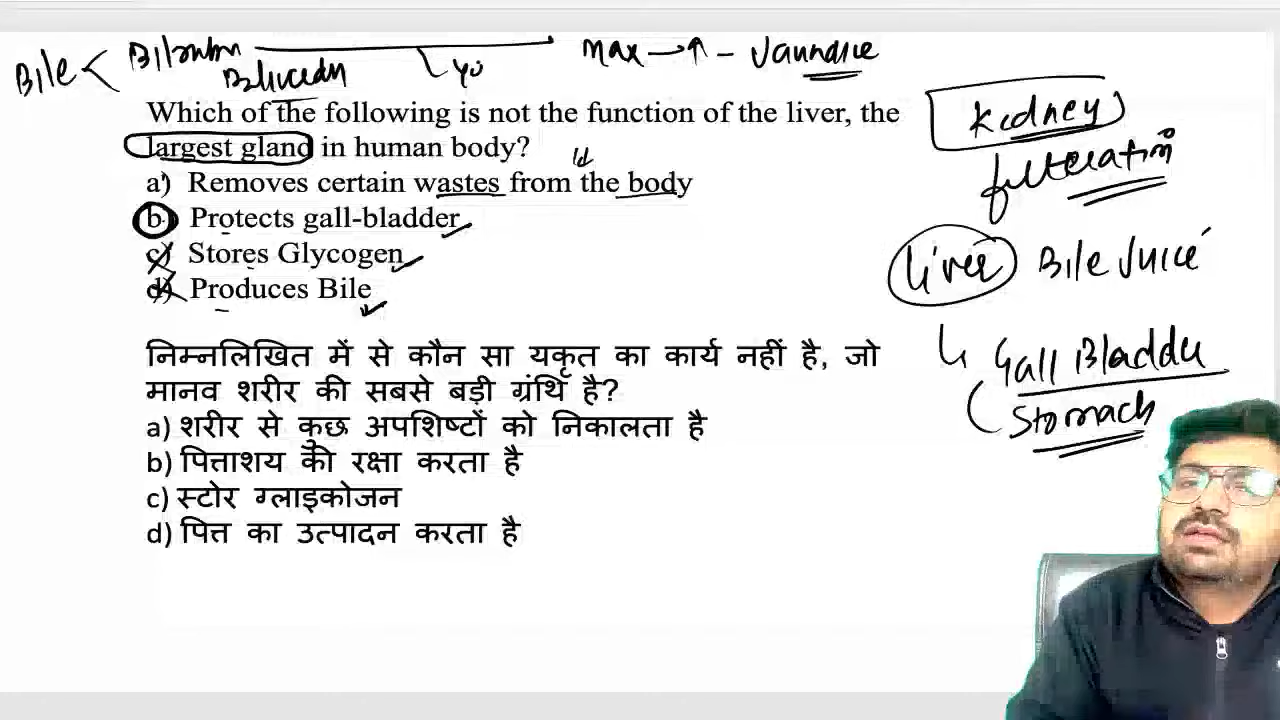 Bile < Bilirubin Max → ↑ - Jaundice
Which of the following is not the function of the liver, the
largest gland in human body?
a) Removes certain wastes from the body
b) Protects gall-bladder
c) Stores Glycogen
d) Produces Bile
निम्नलिखित में से कौन सा यकृत का कार्य नहीं है, जो
मानव शरीर की सबसे बड़ी ग्रंथि है?
a) शरीर से कुछ अपशिष्टों को निकालता है
b) पित्ताशय की रक्षा करता है
c) स्टोर ग्लाइकोजन
d) पित्त का उत्पादन करता है
Kidney
filteration
Liver Bile Juice
Gall Bladder
Stomach